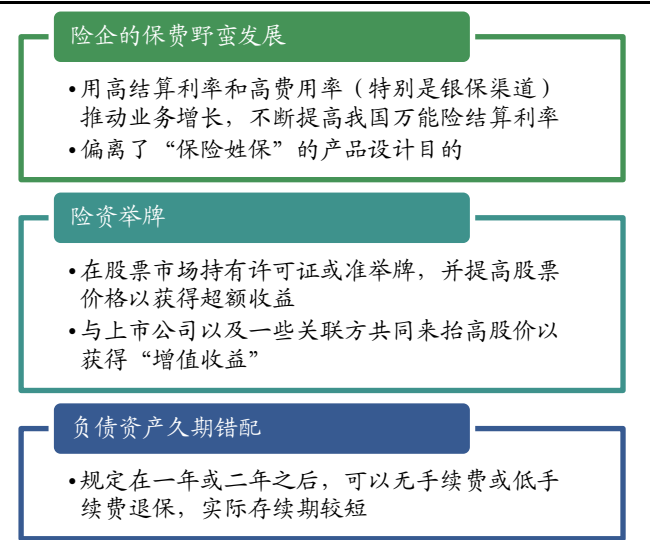 险企的保费野蛮发展
•用高结算利率和高费用率（特别是银保渠道）
推动业务增长，不断提高我国万能险结算利率
•偏离了“保险姓保”的产品设计目的
险资举牌
•在股票市场持有许可证或准举牌，并提高股票
价格以获得超额收益
•与上市公司以及一些关联方共同来抬高股价以
获得“增值收益”
负债资产久期错配
•规定在一年或二年之后，可以无手续费或低手
续费退保，实际存续期较短